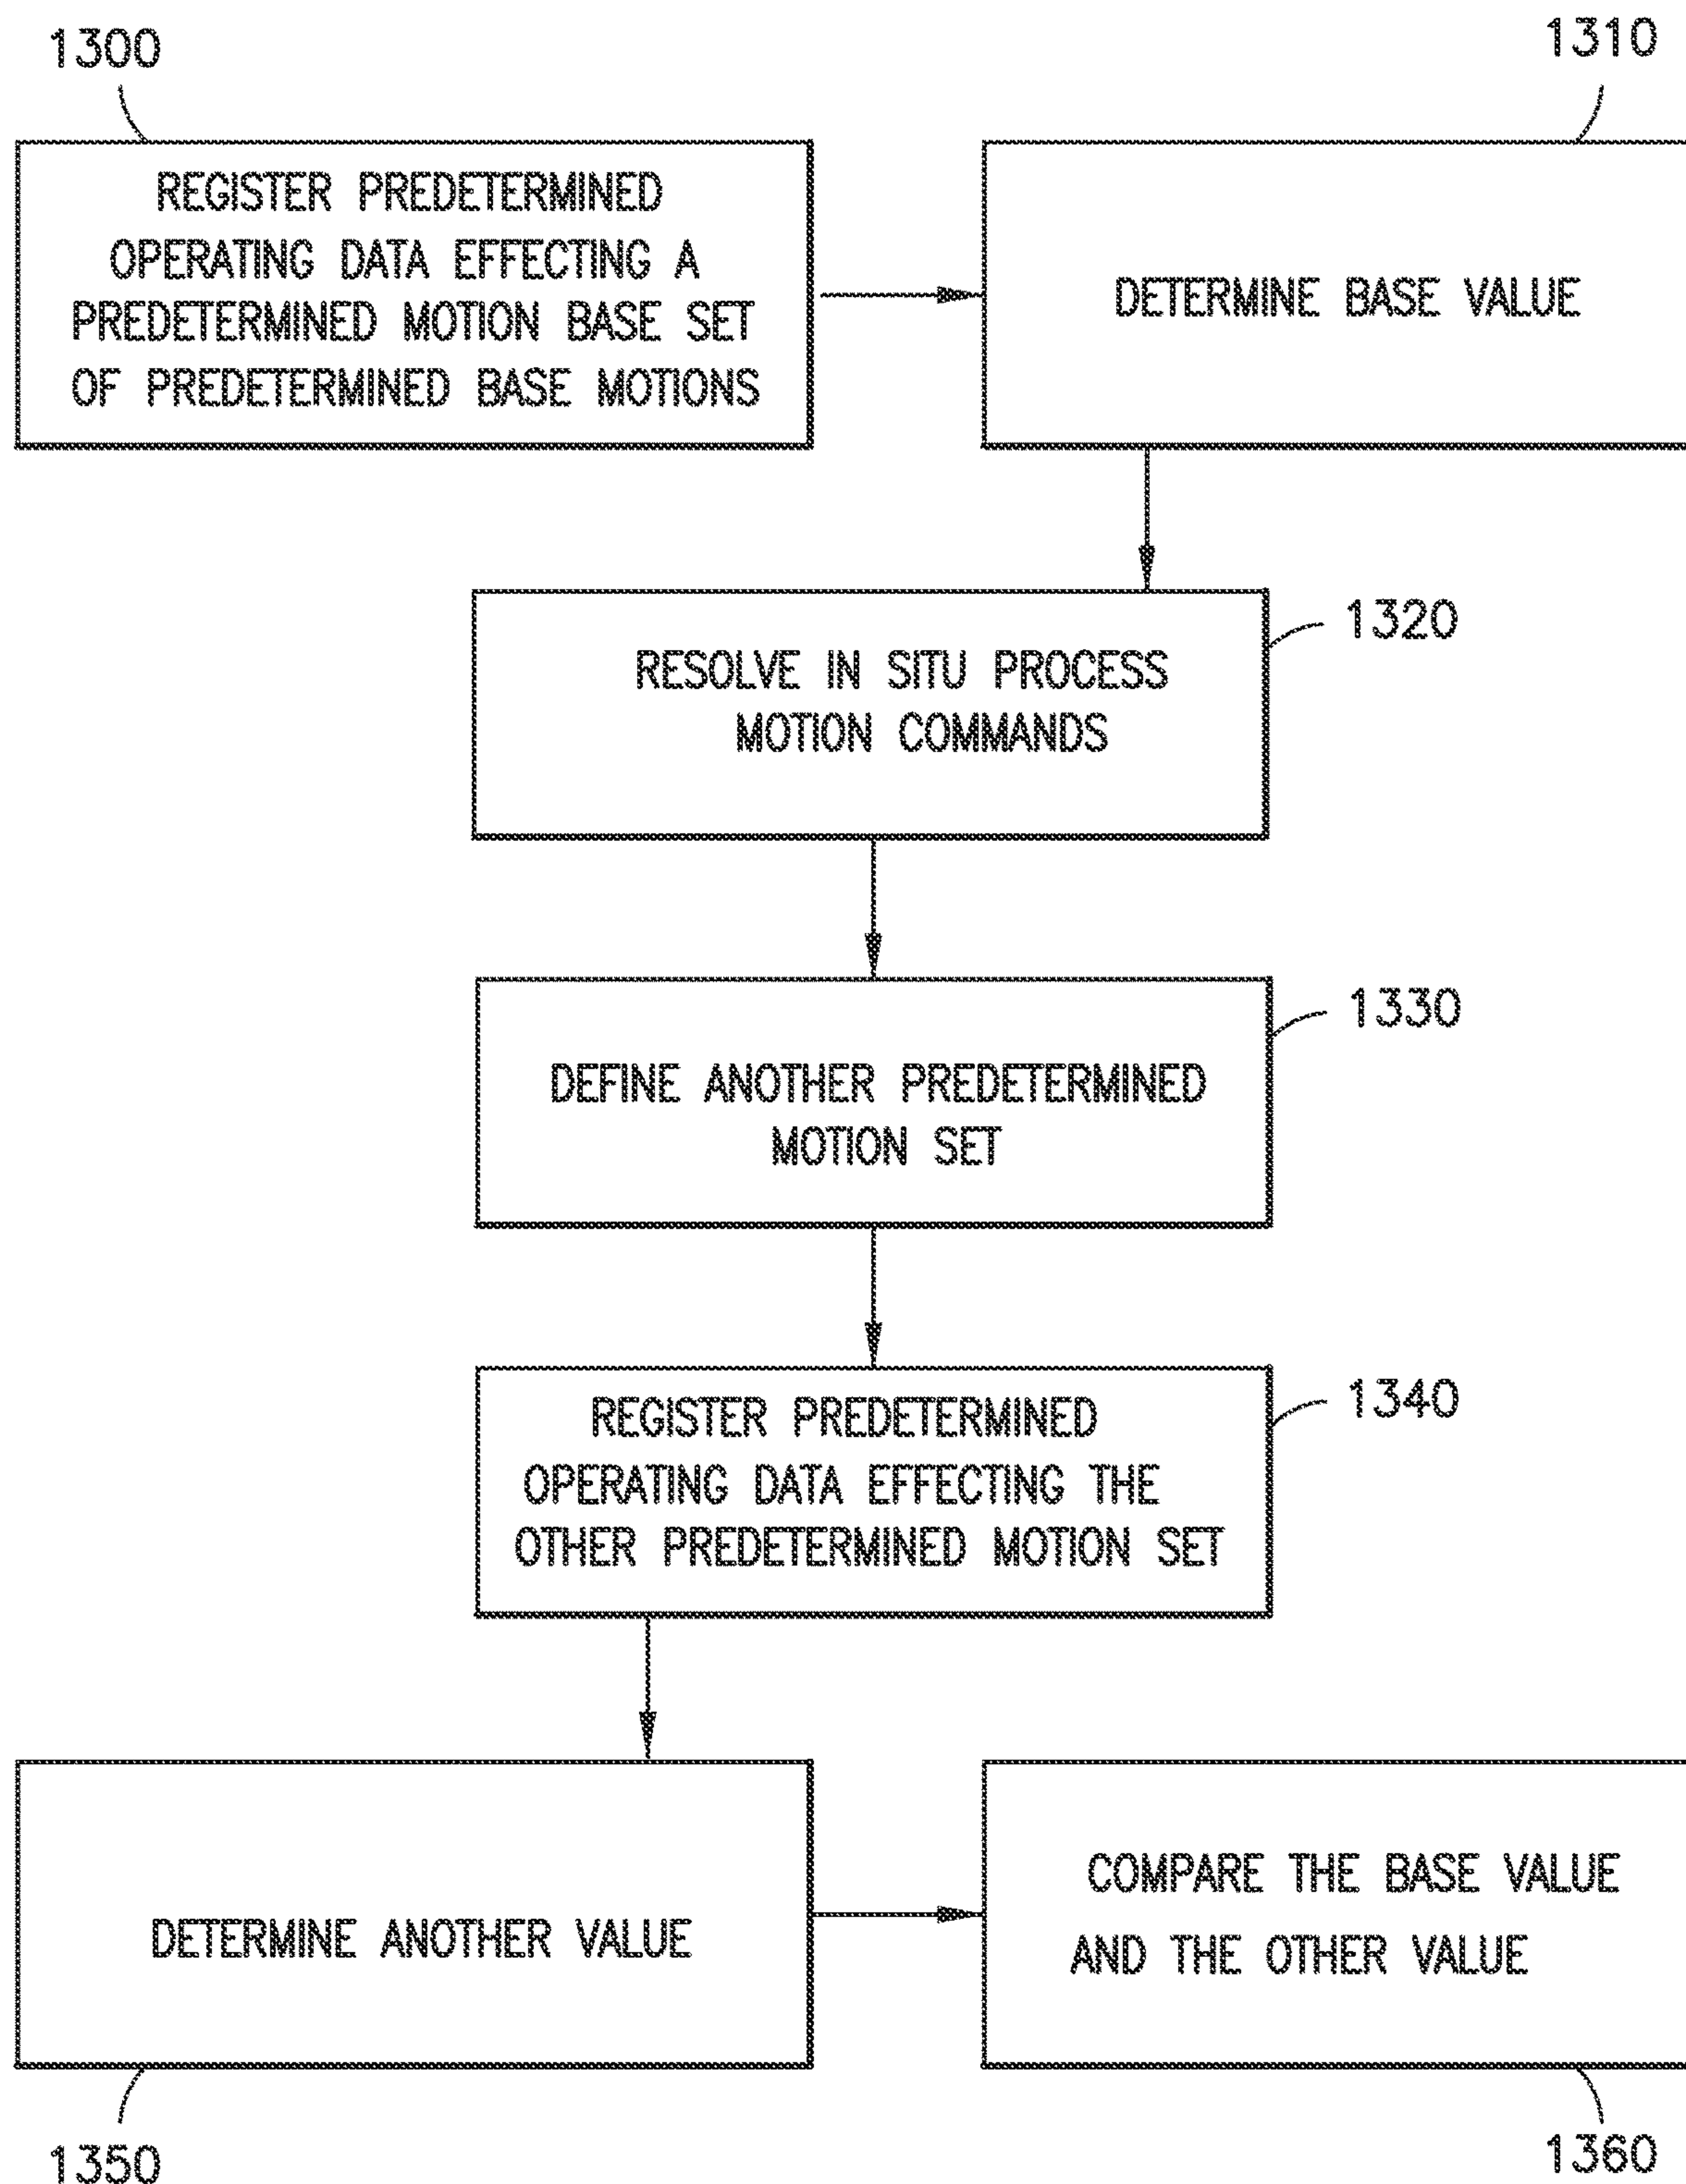 1300
1310
REGISTER PREDETERMINED
OPERATING DATA EFFECTING A
PREDETERMINED MOTION BASE SET
OF PREDETERMINED BASE MOTIONS
DETERMINE BASE VALUE
1320
RESOLVE IN SITU PROCESS
MOTION COMMANDS
1330
DEFINE ANOTHER PREDETERMINED
MOTION SET
1340
REGISTER PREDETERMINED
OPERATING DATA EFFECTING THE
OTHER PREDETERMINED MOTION SET
DETERMINE ANOTHER VALUE
COMPARE THE BASE VALUE
AND THE OTHER VALUE
1350
1360